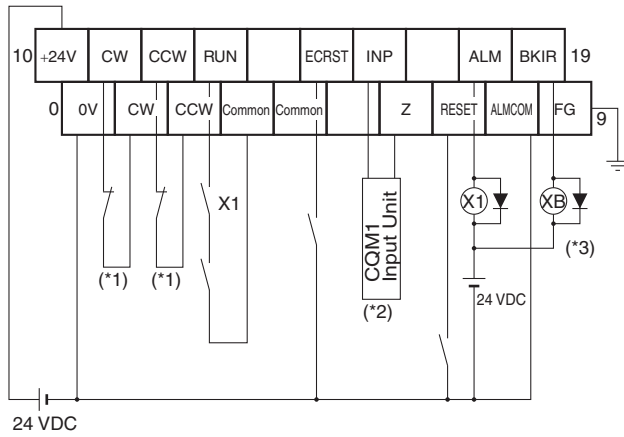 10 +24V CW CCW RUN ECRST INP ALM BKIR 19
0 0V CW CCW Common Common Z RESET ALMCOM FG 9
X1
X1
XB
CQM1
Input Unit
(*1)
(*1)
(*2)
(*3)
24 VDC
24 VDC